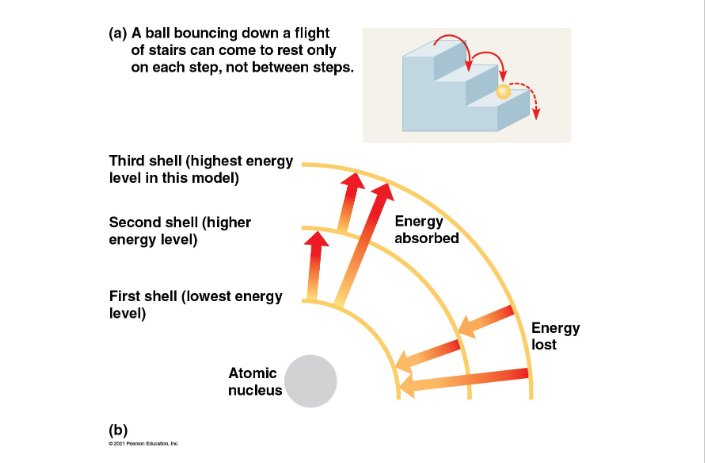 (a) A ball bouncing down a flight
of stairs can come to rest only
on each step, not between steps.
Third shell (highest energy
level in this model)
Second shell (higher
energy level)
Energy
absorbed
First shell (lowest energy
level)
Energy
lost
Atomic
nucleus
(b)
©2021 Pearson Education, Inc.